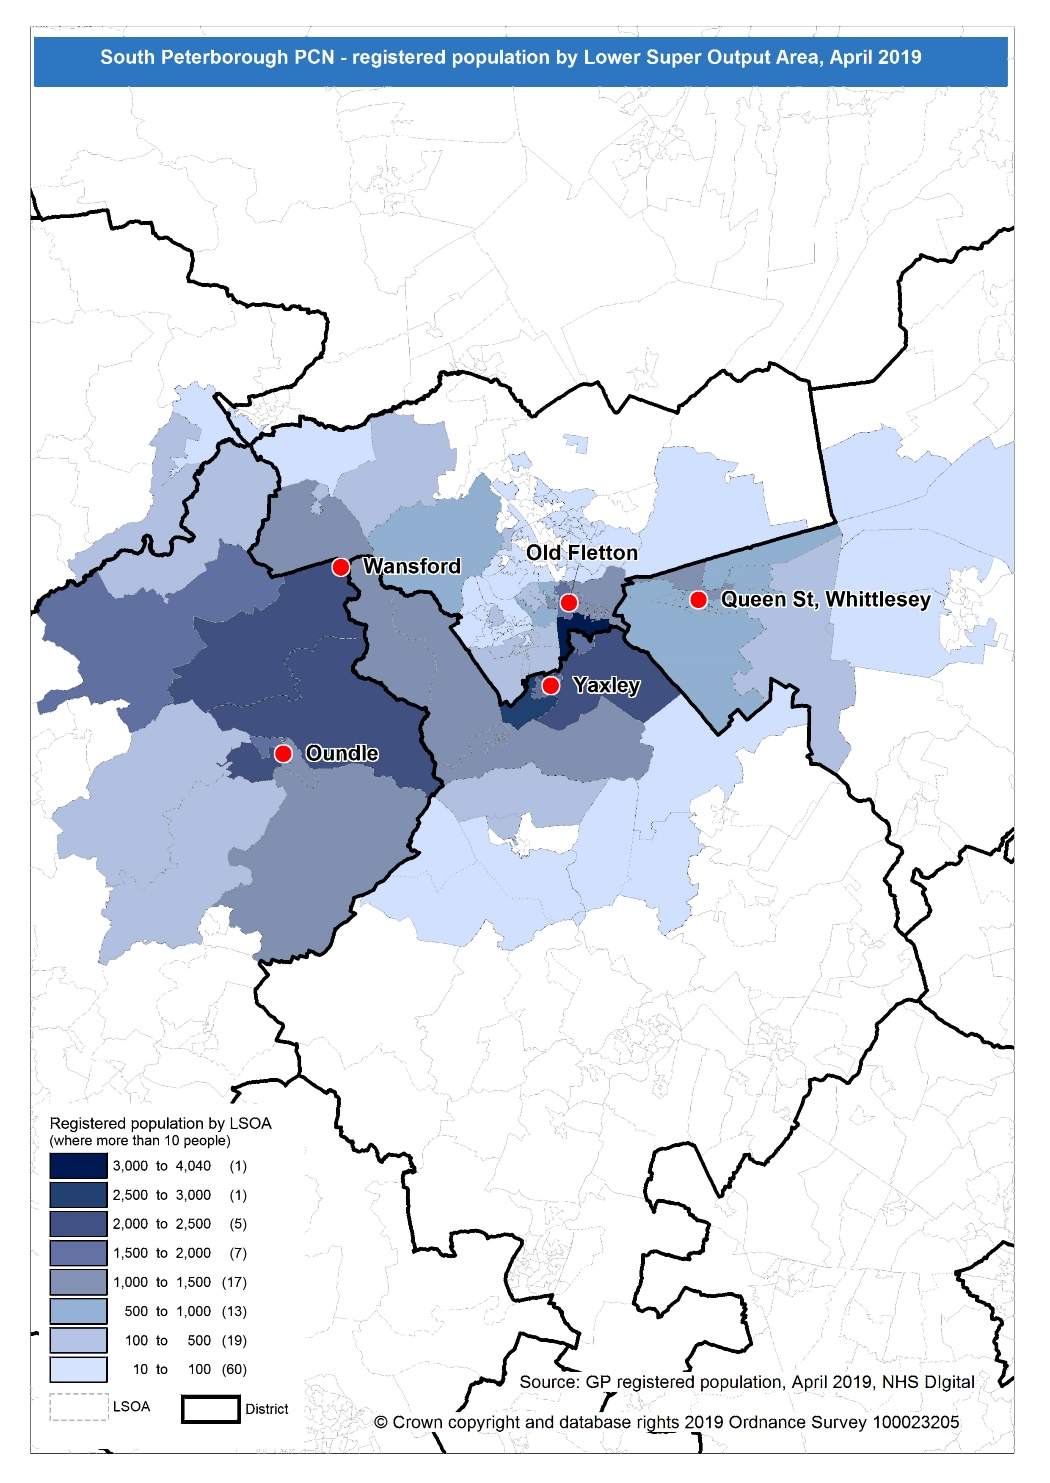 South Peterborough PCN - registered population by Lower Super Output Area, April 2019
Old Fletton
Wansford
Queen St, Whittlesey
Yaxley
Oundle
Registered population by LSOA
(where more than 10 people)
3,000 to 4,040 (1)
2,500 to 3,000 (1)
2,000 to 2,500 (5)
1,500 to 2,000 (7)
1,000 to 1,500 (17)
500 to 1,000 (13)
100 to 500 (19)
10 to 100 (60)
LSOA
District
Source: GP registered population, April 2019, NHS DIgital
© Crown copyright and database rights 2019 Ordnance Survey 100023205